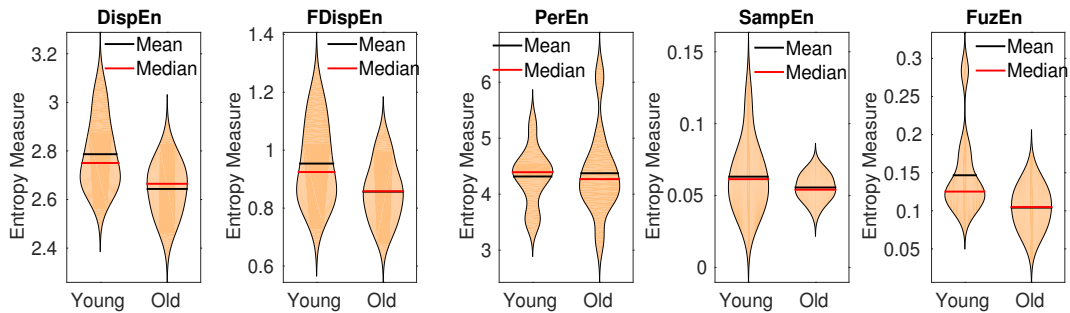 DispEn
Entropy Measure
3.2
3
2.8
2.6
2.4
Mean
Median
Young
Old
FDispEn
Entropy Measure
1.4
1.2
1
0.8
0.6
Mean
Median
Young
Old
PerEn
Entropy Measure
6
5
4
3
Mean
Median
Young
Old
SampEn
Entropy Measure
0.15
0.1
0.05
0
Mean
Median
Young
Old
FuzEn
Entropy Measure
0.3
0.25
0.2
0.15
0.1
0.05
Mean
Median
Young
Old